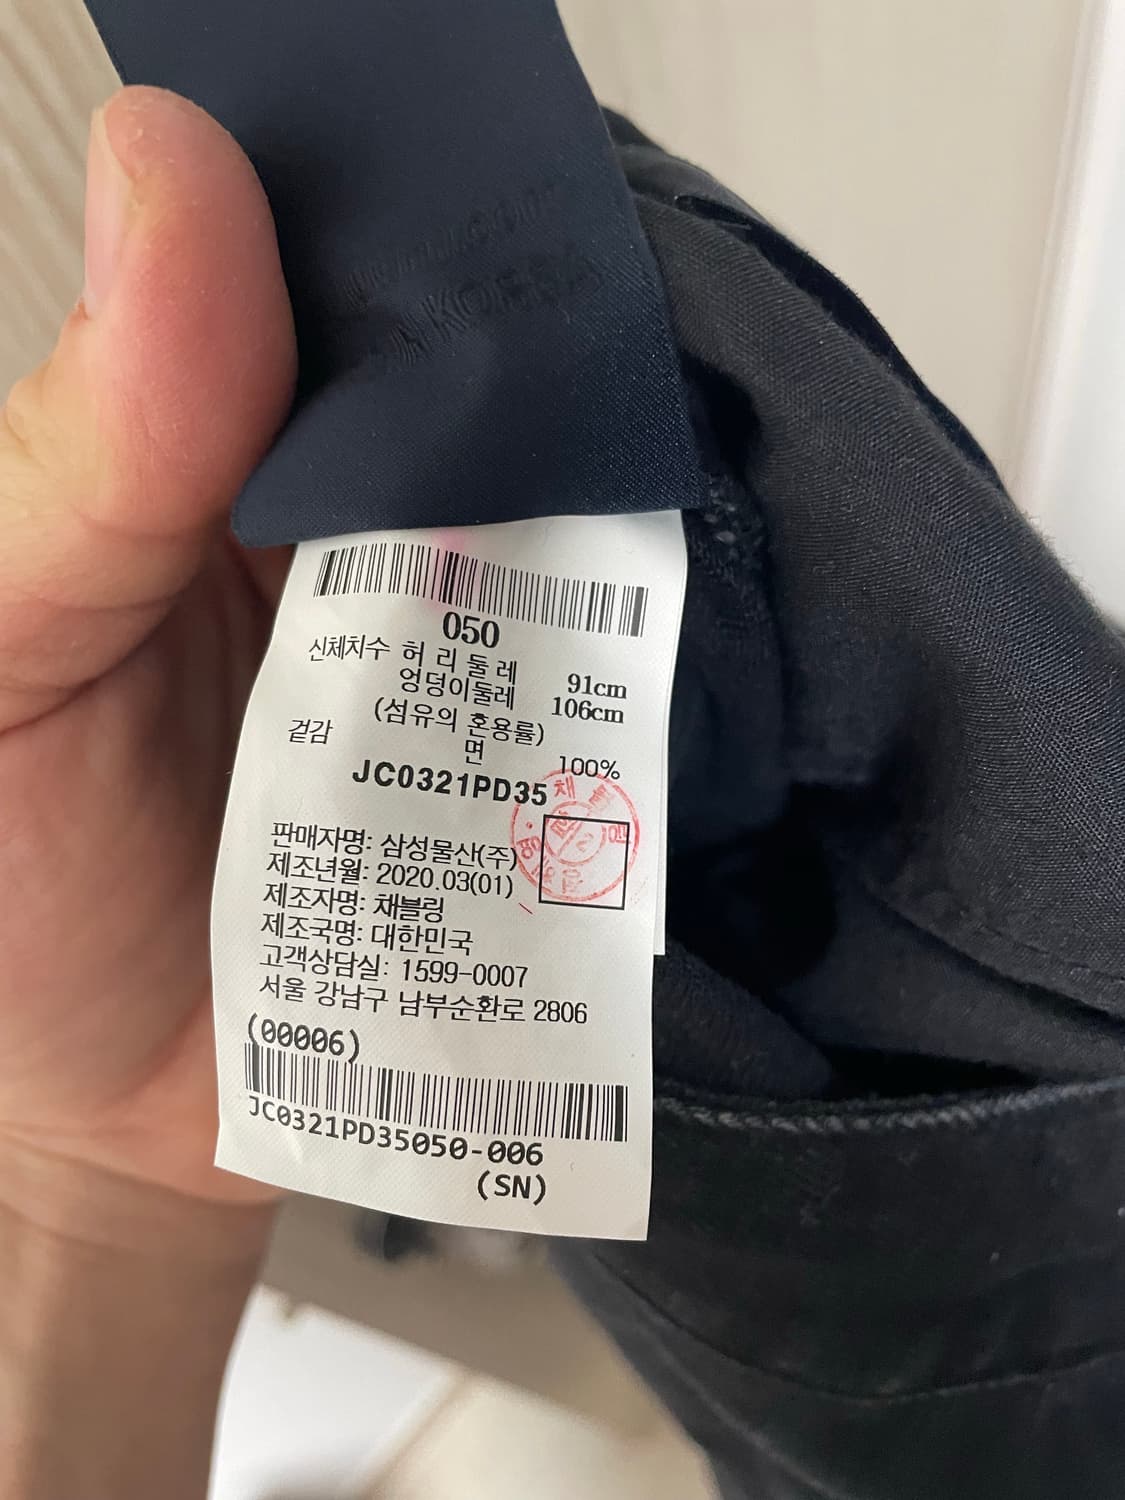 KOREA
050
신체치수 허 리 둘 레 91cm
엉덩이둘레 106cm
(섬유의 혼용률)
겉감 면 100%
JC0321PD35
판매자명: 삼성물산(주)
제조년월: 2020.03(01)
제조자명: 채블링
제조국명: 대한민국
고객상담실: 1599-0007
서울 강남구 남부순환로 2806
(00006)
JC0321PD35050-006
(SN)